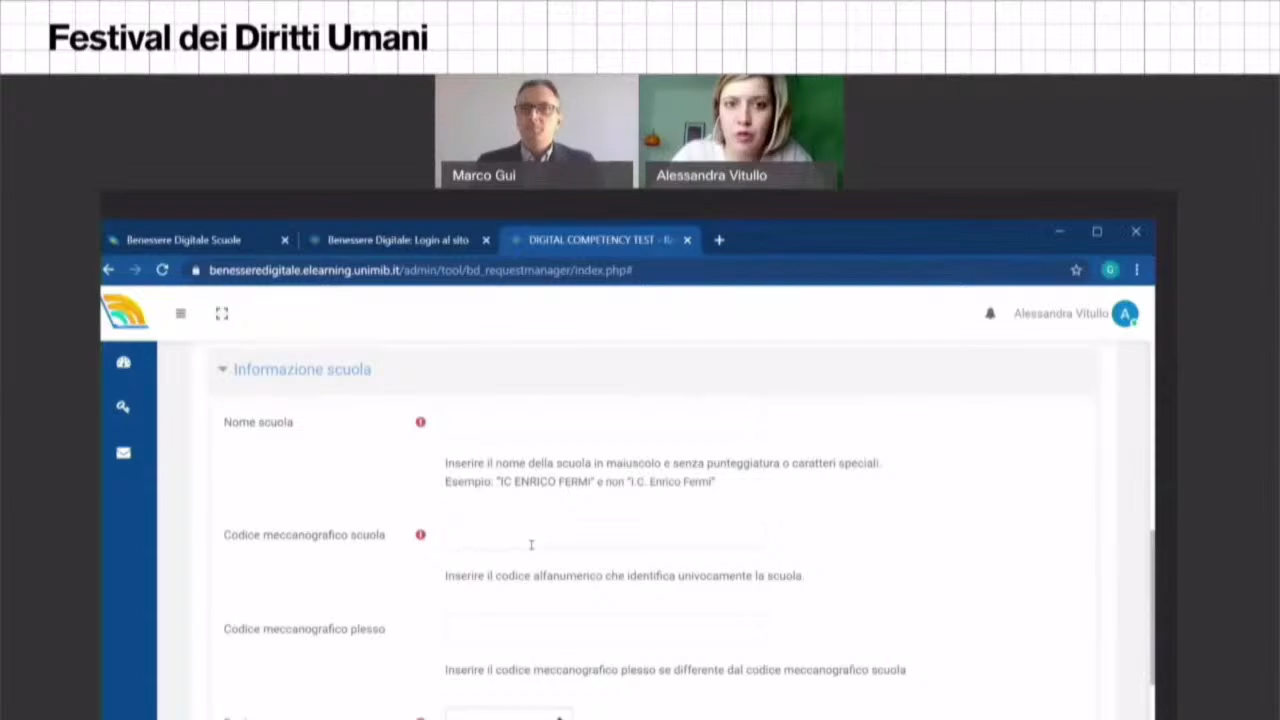 Festival dei Diritti Umani
Marco Gui
Alessandra Vitullo
Benessere Digitale Scuole
Benessere Digitale: Login al sito
DIGITAL COMPETENCY TEST -
benesseredigitale.elearning.unimib.it/admin/tool/bd_requestmanager/index.php#
G
Alessandra Vitullo
A
Informazione scuola
Nome scuola
Inserire il nome della scuola in maiuscolo e senza punteggiatura o caratteri speciali.
Esempio: "IC ENRICO FERMI" e non "I.C. Enrico Fermi"
Codice meccanografico scuola
Inserire il codice alfanumerico che identifica univocamente la scuola
Codice meccanografico plesso
Inserire il codice meccanografico plesso se differente dal codice meccanografico scuola